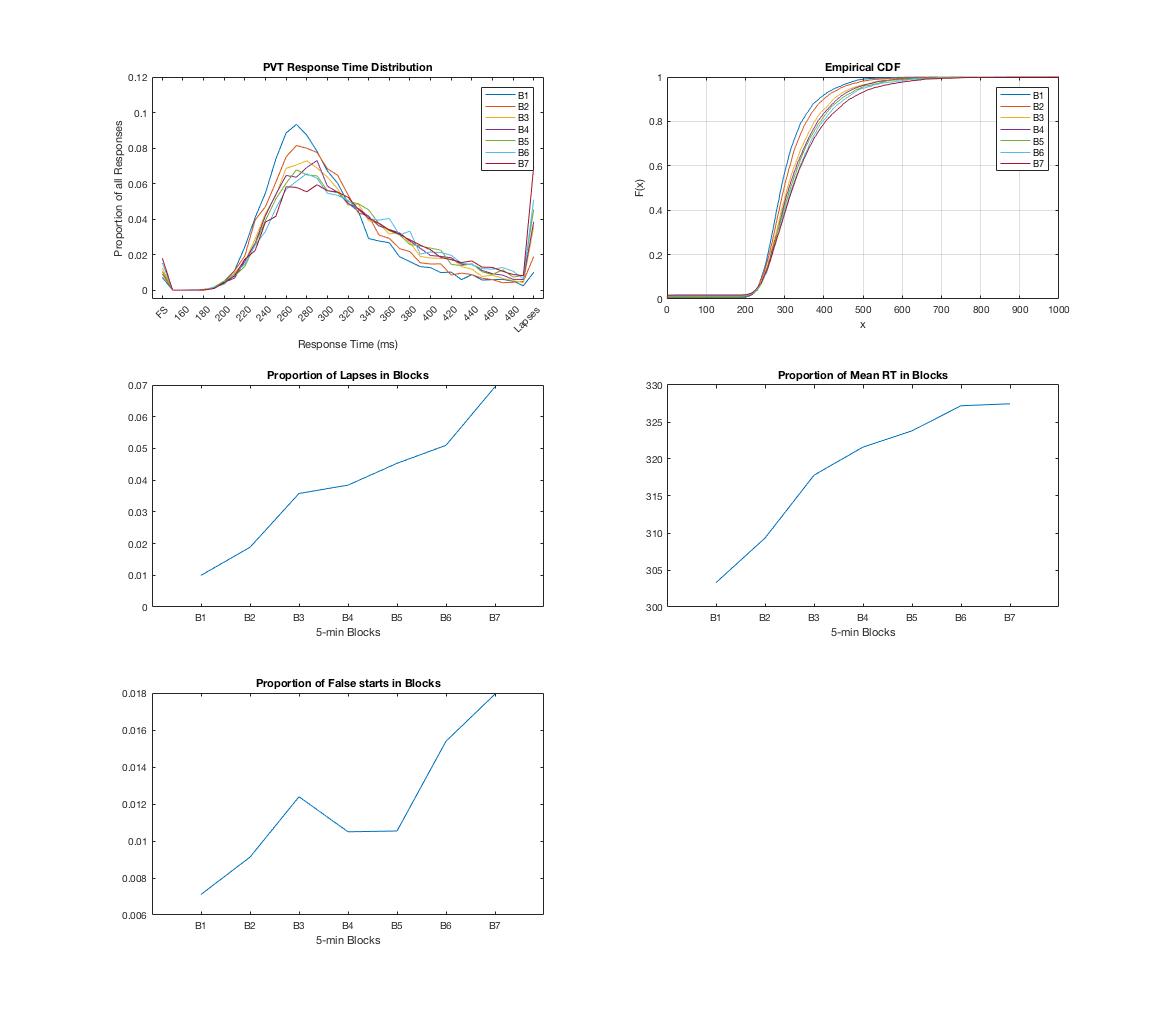 PVT Response Time Distribution
0.12
0.1
0.08
0.06
0.04
0.02
0
Proportion of all Responses
B1
B2
B3
B4
B5
B6
B7
FS 160 180 200 220 240 260 280 300 320 340 360 380 400 420 440 460 480 Lapses
Response Time (ms)
Empirical CDF
1
0.8
0.6
0.4
0.2
0
F(x)
B1
B2
B3
B4
B5
B6
B7
0 100 200 300 400 500 600 700 800 900 1000
x
Proportion of Lapses in Blocks
0.07
0.06
0.05
0.04
0.03
0.02
0.01
0
B1 B2 B3 B4 B5 B6 B7
5-min Blocks
Proportion of Mean RT in Blocks
330
325
320
315
310
305
300
B1 B2 B3 B4 B5 B6 B7
5-min Blocks
Proportion of False starts in Blocks
0.018
0.016
0.014
0.012
0.01
0.008
0.006
B1 B2 B3 B4 B5 B6 B7
5-min Blocks